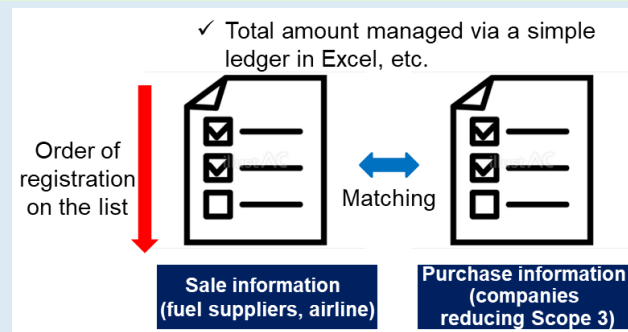 ✓ Total amount managed via a simple
ledger in Excel, etc.
Order of
registration
on the list
Matching
Sale information
(fuel suppliers, airline)
Purchase information
(companies
reducing Scope 3)